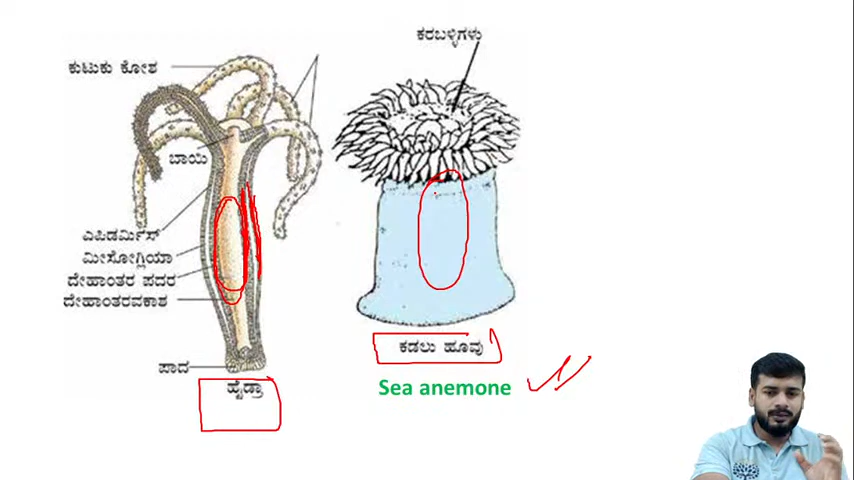 ಕರಬಳ್ಳಿಗಳು
ಕುಟುಕು ಕೋಶ
ಬಾಯಿ
ಎಪಿಡರ್ಮಿಸ್
ಮೀಸೋಗ್ಲಿಯಾ
ದೇಹಾಂತರ ಪದರ
ದೇಹಾಂತರವಕಾಶ
ಪಾದ
ಹೈಡ್ರಾ
ಕಡಲು ಹೂವು
Sea anemone